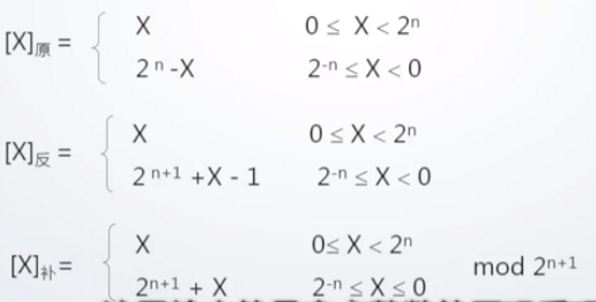 [X]原 = { X 0 ≤ X < 2ⁿ
2ⁿ - X 2⁻ⁿ ≤ X < 0
[X]反 = { X 0 ≤ X < 2ⁿ
2ⁿ⁺¹ + X - 1 2⁻ⁿ ≤ X < 0
[X]补 = { X 0 ≤ X < 2ⁿ
2ⁿ⁺¹ + X 2⁻ⁿ ≤ X ≤ 0 mod 2ⁿ⁺¹